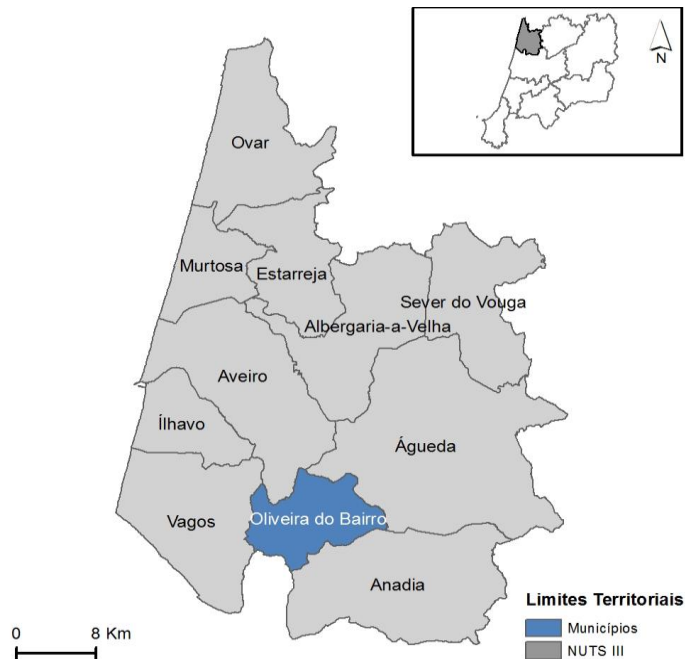 N
Ovar
Murtosa
Estarreja
Sever do Vouga
Albergaria-a-Velha
Aveiro
Ílhavo
Águeda
Vagos
Oliveira do Bairro
Anadia
Limites Territoriais
Municípios
NUTS III
0 8 Km